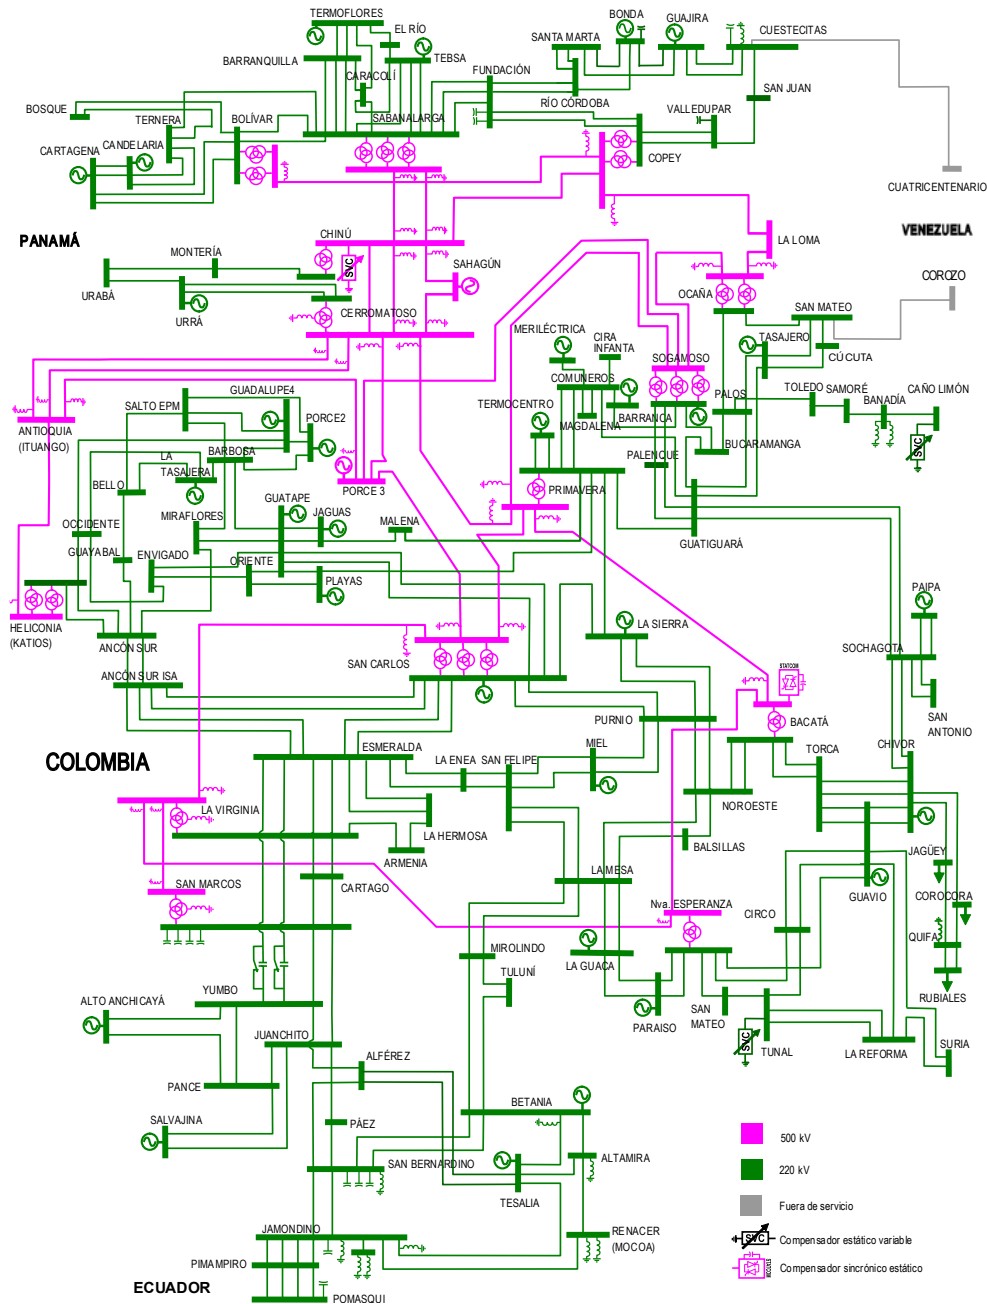 TERMOFLORES
EL RÍO
BARRANQUILLA
TEBSA
CARACOLÍ
BONDA
GUAJIRA
SANTA MARTA
CUESTECITAS
FUNDACIÓN
RÍO CÓRDOBA
SAN JUAN
VALLEDUPAR
BOSQUE
TERNERA
BOLÍVAR
SABANALARGA
CARTAGENA
CANDELARIA
COPEY
CUATRICENTENARIO
PANAMÁ
VENEZUELA
CHINÚ
LA LOMA
MONTERÍA
SVC
SAHAGÚN
URABÁ
URRÁ
CERROMATOSO
OCAÑA
COROZO
SAN MATEO
TASAJERO
CÚCUTA
MERILÉCTRICA
CIRA
INFANTA
SOGAMOSO
COMUNEROS
TERMOCENTRO
MAGDALENA
BARRANCA
PALOS
TOLEDO
SAMORÉ
BANADÍA
CAÑO LIMÓN
SVC
BUCARAMANGA
PALENQUE
GUADALUPE4
SALTO EPM
PORCE2
ANTIOQUIA
(ITUANGO)
BARBOSA
LA
TASAJERA
BELLO
PORCE 3
PRIMAVERA
GUATIGUARÁ
MIRAFLORES
GUATAPE
JAGUAS
MALENA
OCCIDENTE
GUAYABAL
ENVIGADO
ORIENTE
PLAYAS
HELICONIA
(KATIOS)
ANCÓN SUR
ANCÓN SUR ISA
SAN CARLOS
LA SIERRA
PAIPA
SOCHAGOTA
SAN
ANTONIO
STATCOM
BACATÁ
PURNIO
COLOMBIA
ESMERALDA
LA ENEA
SAN FELIPE
MIEL
TORCA
CHIVOR
NOROESTE
LA VIRGINIA
LA HERMOSA
ARMENIA
BALSILLAS
JAGÜEY
LA MESA
GUAVIO
COROCORA
CARTAGO
SAN MARCOS
Nva. ESPERANZA
CIRCO
QUIFA
MIROLINDO
TULUNÍ
LA GUACA
RUBIALES
YUMBO
ALTO ANCHICAYÁ
PARAISO
SAN
MATEO
SVC
TUNAL
LA REFORMA
SURIA
JUANCHITO
ALFÉREZ
PANCE
SALVAJINA
PÁEZ
BETANIA
SAN BERNARDINO
ALTAMIRA
TESALIA
500 kV
220 kV
Fuera de servicio
SVC
Compensador estático variable
Compensador sincrónico estático
JAMONDINO
RENACER
(MOCOA)
PIMAMPIRO
ECUADOR
POMASQUI